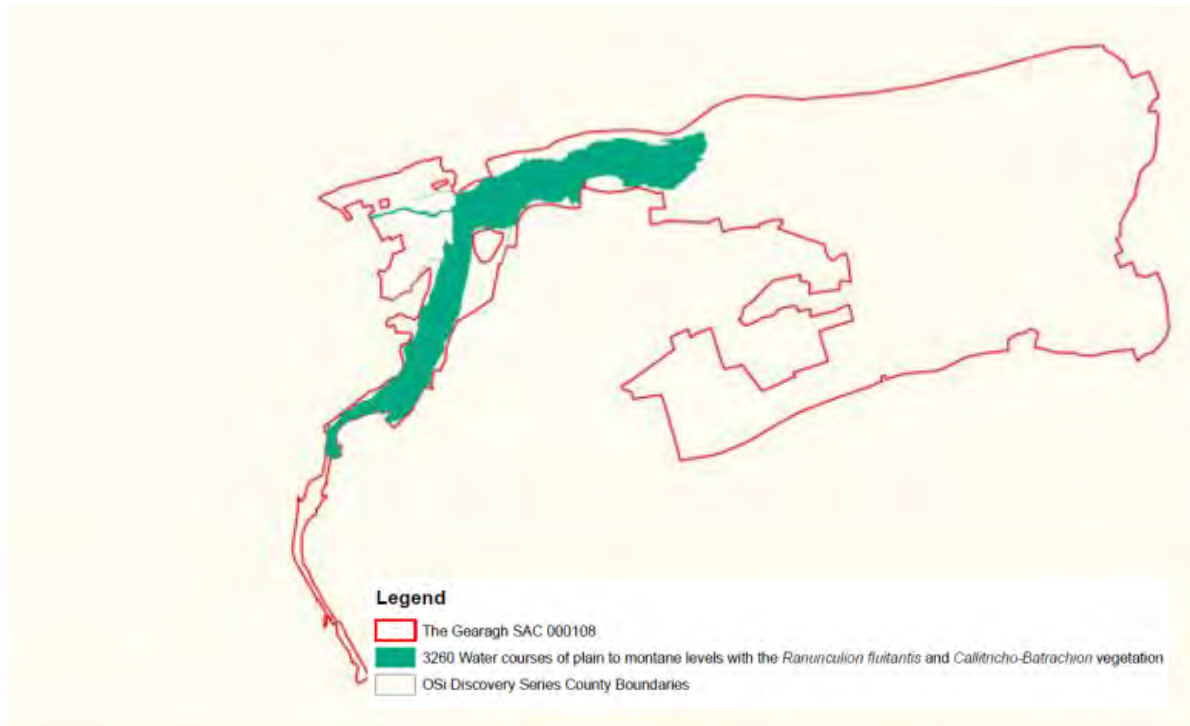 Legend
The Gearagh SAC 000108
3260 Water courses of plain to montane levels with the Ranunculion fluitantis and Callitricho-Batrachion vegetation
OSi Discovery Series County Boundaries